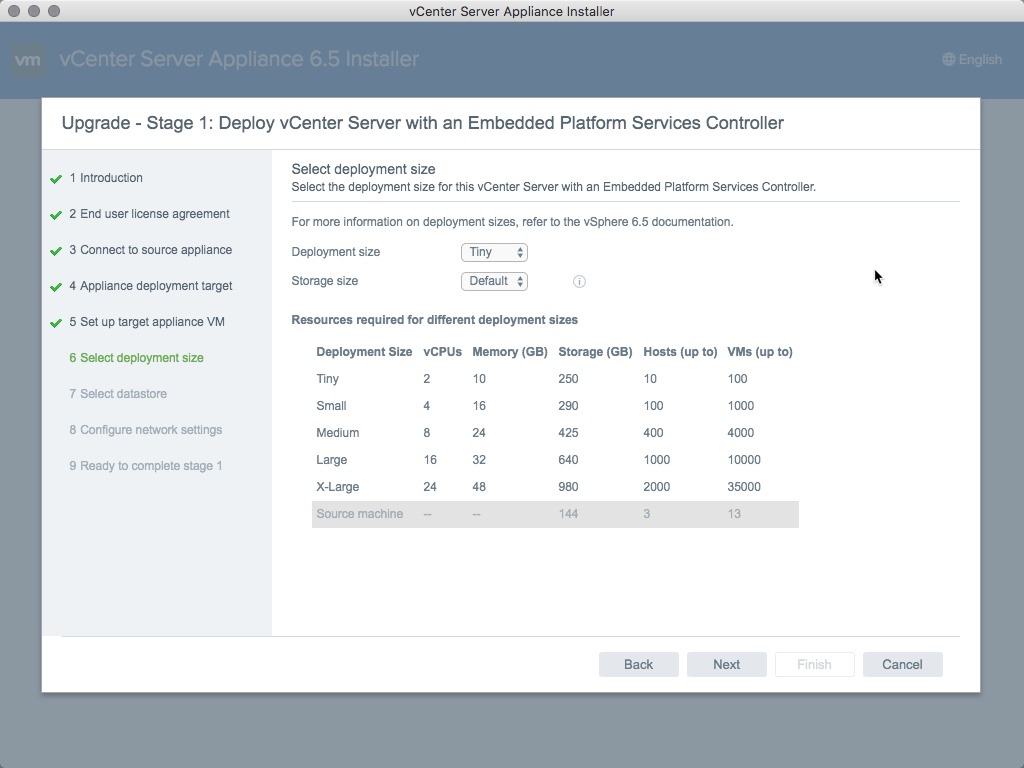 vCenter Server Appliance Installer
vm vCenter Server Appliance 6.5 Installer English
Upgrade - Stage 1: Deploy vCenter Server with an Embedded Platform Services Controller
1 Introduction
2 End user license agreement
3 Connect to source appliance
4 Appliance deployment target
5 Set up target appliance VM
6 Select deployment size
7 Select datastore
8 Configure network settings
9 Ready to complete stage 1
Select deployment size
Select the deployment size for this vCenter Server with an Embedded Platform Services Controller.
For more information on deployment sizes, refer to the vSphere 6.5 documentation.
Deployment size Tiny
Storage size Default
Resources required for different deployment sizes
Deployment Size vCPUs Memory (GB) Storage (GB) Hosts (up to) VMs (up to)
Tiny 2 10 250 10 100
Small 4 16 290 100 1000
Medium 8 24 425 400 4000
Large 16 32 640 1000 10000
X-Large 24 48 980 2000 35000
Source machine -- -- 144 3 13
Back Next Finish Cancel